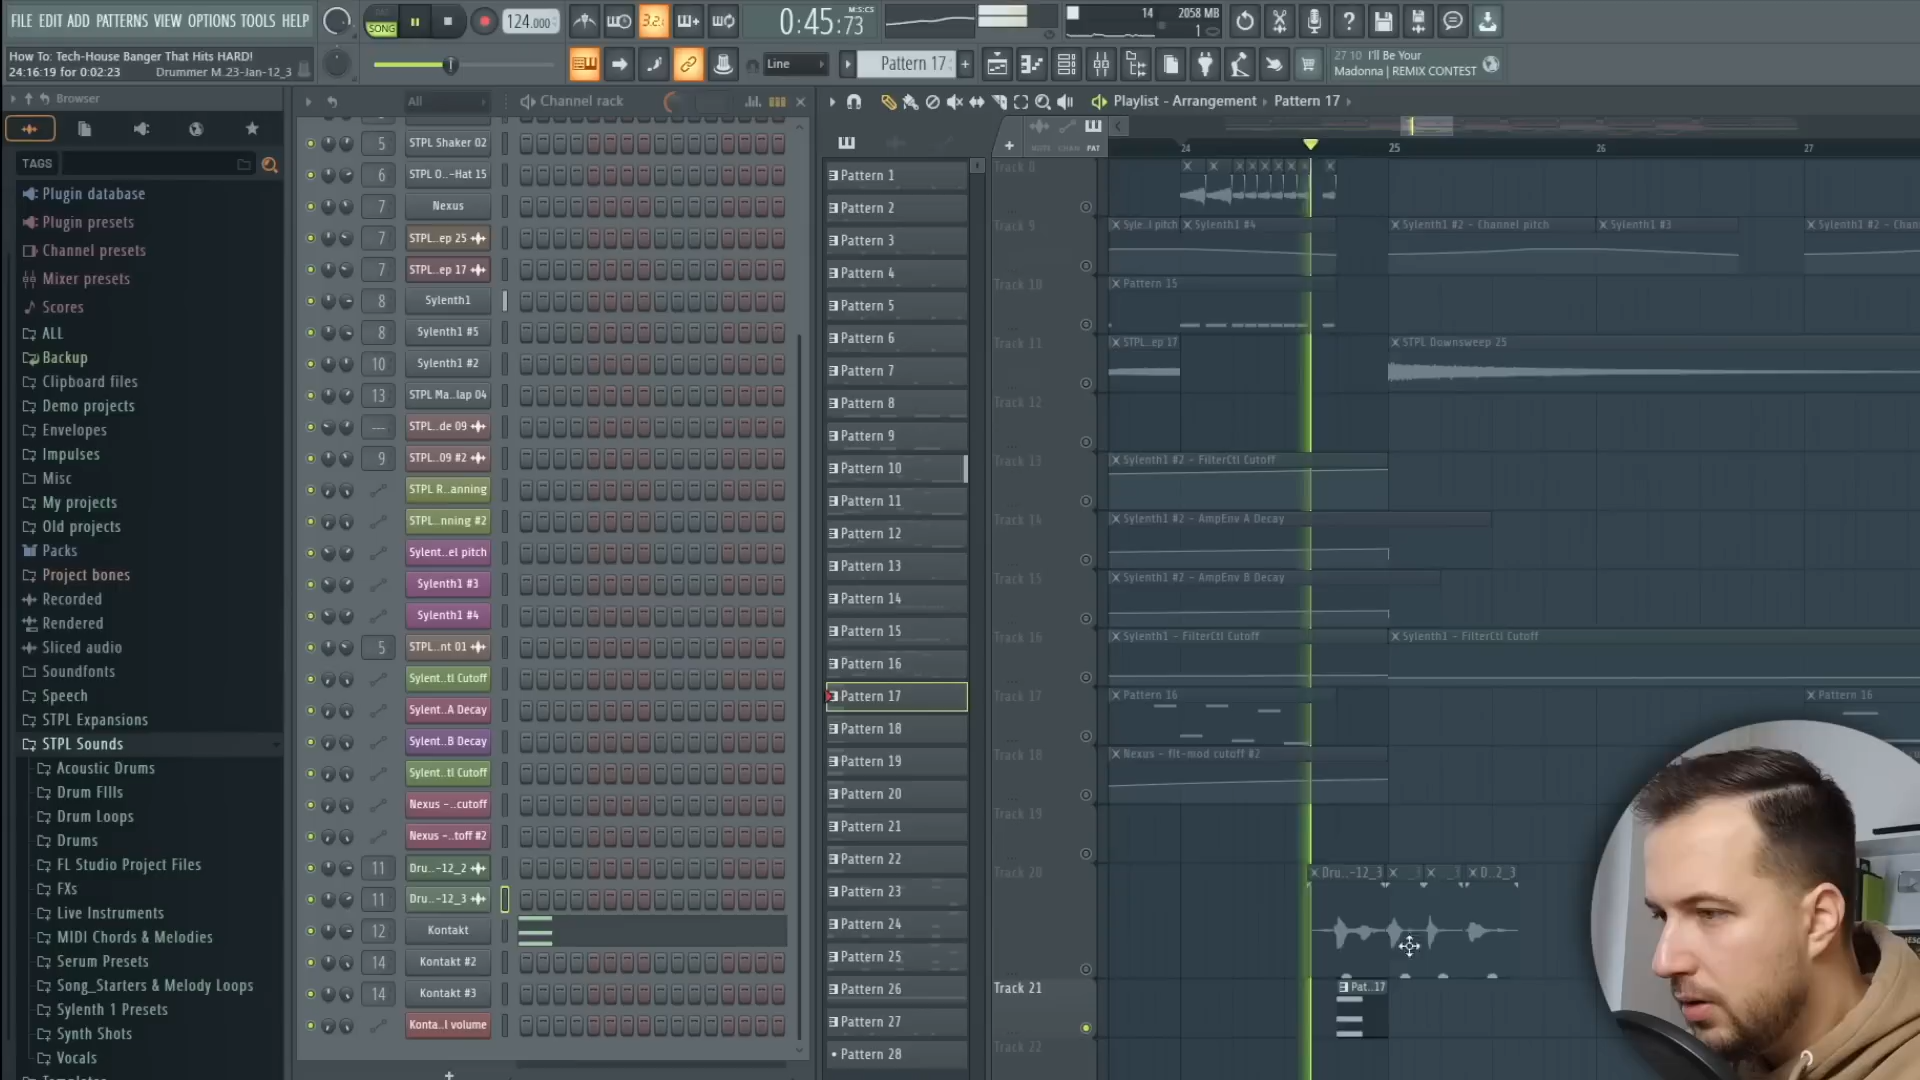 FILE EDIT ADD PATTERNS VIEW OPTIONS TOOLS HELP
PAT
SONG
124.000
3.2.
0:45:73
M:S:CS
14
2058 MB
1
How To: Tech-House Banger That Hits HARD!
24:16:19 for 0:02:23
Drummer M..23-Jan-12_3
Line
Pattern 17
+
27 10 I'll Be Your
Madonna | REMIX CONTEST
Browser
TAGS
Plugin database
Plugin presets
Channel presets
Mixer presets
Scores
ALL
Backup
Clipboard files
Demo projects
Envelopes
Impulses
Misc
My projects
Old projects
Packs
Project bones
Recorded
Rendered
Sliced audio
Soundfonts
Speech
STPL Expansions
STPL Sounds
Acoustic Drums
Drum FIlls
Drum Loops
Drums
FL Studio Project Files
FXs
Live Instruments
MIDI Chords & Melodies
Serum Presets
Song_Starters & Melody Loops
Sylenth 1 Presets
Synth Shots
Vocals
Templates
All
Channel rack
5 STPL Shaker 02
6 STPL O..-Hat 15
7 Nexus
7 STPL..ep 25
7 STPL..ep 17
8 Sylenth1
8 Sylenth1 #5
10 Sylenth1 #2
13 STPL Ma..lap 04
--- STPL..de 09
9 STPL..09 #2
STPL R..anning
STPL..nning #2
Sylent..el pitch
Sylenth1 #3
Sylenth1 #4
5 STPL..nt 01
Sylent..tl Cutoff
Sylent..A Decay
Sylent..B Decay
Sylent..tl Cutoff
Nexus -..cutoff
Nexus -..toff #2
11 Dru..-12_2
11 Dru..-12_3
12 Kontakt
14 Kontakt #2
14 Kontakt #3
Konta..l volume
+
Pattern 1
Pattern 2
Pattern 3
Pattern 4
Pattern 5
Pattern 6
Pattern 7
Pattern 8
Pattern 9
Pattern 10
Pattern 11
Pattern 12
Pattern 13
Pattern 14
Pattern 15
Pattern 16
Pattern 17
Pattern 18
Pattern 19
Pattern 20
Pattern 21
Pattern 22
Pattern 23
Pattern 24
Pattern 25
Pattern 26
Pattern 27
Pattern 28
Playlist - Arrangement › Pattern 17 ›
+
NOTE CHAN PAT
24 25 26 27
Track 8
Track 9
Syle..l pitch
Sylenth1 #4
Sylenth1 #2 - Channel pitch
Sylenth1 #3
Sylenth1 #2 - Chan
Track 10
Pattern 15
Track 11
STPL..ep 17
STPL Downsweep 25
Track 12
Track 13
Sylenth1 #2 - FilterCtl Cutoff
Track 14
Sylenth1 #2 - AmpEnv A Decay
Track 15
Sylenth1 #2 - AmpEnv B Decay
Track 16
Sylenth1 - FilterCtl Cutoff
Sylenth1 - FilterCtl Cutoff
Track 17
Pattern 16
Pattern 16
Track 18
Nexus - flt-mod cutoff #2
Track 19
Track 20
Dru..-12_3
D..2_3
Track 21
Pat..17
Track 22